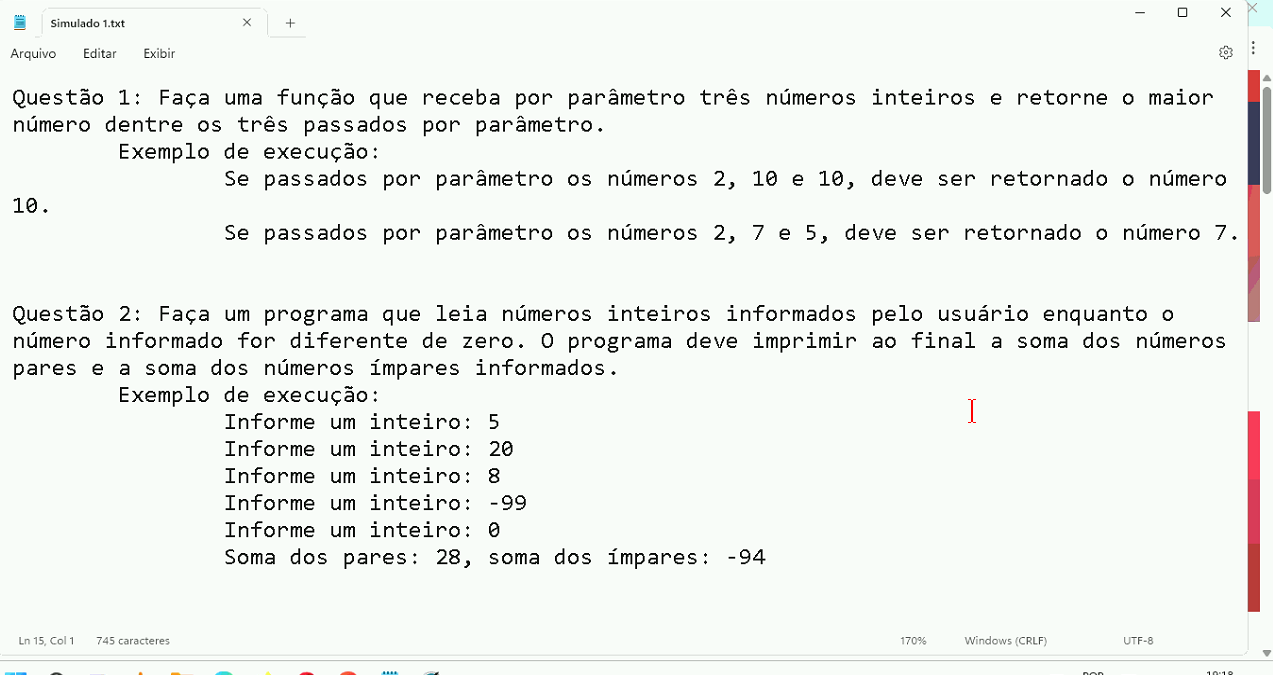 Simulado 1.txt
Arquivo Editar Exibir
Questão 1: Faça uma função que receba por parâmetro três números inteiros e retorne o maior
número dentre os três passados por parâmetro.
Exemplo de execução:
Se passados por parâmetro os números 2, 10 e 10, deve ser retornado o número
10.
Se passados por parâmetro os números 2, 7 e 5, deve ser retornado o número 7.
Questão 2: Faça um programa que leia números inteiros informados pelo usuário enquanto o
número informado for diferente de zero. O programa deve imprimir ao final a soma dos números
pares e a soma dos números ímpares informados.
Exemplo de execução:
Informe um inteiro: 5
Informe um inteiro: 20
Informe um inteiro: 8
Informe um inteiro: -99
Informe um inteiro: 0
Soma dos pares: 28, soma dos ímpares: -94
Ln 15, Col 1 745 caracteres 170% Windows (CRLF) UTF-8